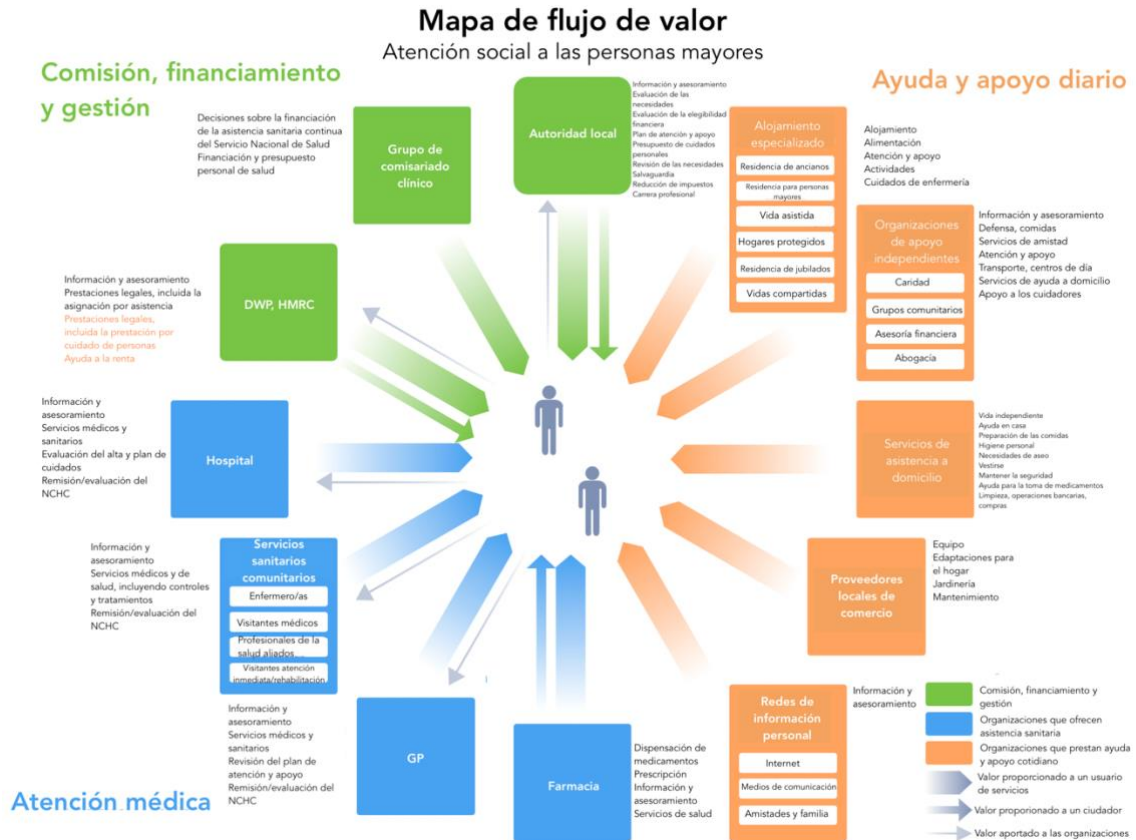 Mapa de flujo de valor
Atención social a las personas mayores
Comisión, financiamiento
y gestión
Ayuda y apoyo diario
Decisiones sobre la financiación
de la asistencia sanitaria continua
del Servicio Nacional de Salud
Financiación y presupuesto
personal de salud
Grupo de
comisariado
clínico
Autoridad local
Información y asesoramiento
Evaluación de las
necesidades
Evaluación de la elegibilidad
financiera
Plan de atención y apoyo
Presupuesto de cuidados
personales
Revisión de las necesidades
Salvaguardia
Reducción de impuestos
Carrera profesional
Alojamiento
especializado
Residencia de ancianos
Residencia para personas
mayores
Vida asistida
Hogares protegidos
Residencia de jubilados
Vidas compartidas
Alojamiento
Alimentación
Atención y apoyo
Actividades
Cuidados de enfermería
Organizaciones
de apoyo
independientes
Caridad
Grupos comunitarios
Asesoría financiera
Abogacía
Información y asesoramiento
Defensa, comidas
Servicios de amistad
Atención y apoyo
Transporte, centros de día
Servicios de ayuda a domicilio
Apoyo a los cuidadores
Información y asesoramiento
Prestaciones legales, incluida la
asignación por asistencia
Prestaciones legales,
incluida la prestación por
cuidado de personas
Ayuda a la renta
DWP, HMRC
Información y
asesoramiento
Servicios médicos y
sanitarios
Evaluación del alta y plan de
cuidados
Remisión/evaluación del
NCHC
Hospital
Servicios de
asistencia a
domicilio
Vida independiente
Ayuda en casa
Preparación de las comidas
Higiene personal
Necesidades de aseo
Vestirse
Mantener la seguridad
Ayuda para la toma de medicamentos
Limpieza, operaciones bancarias,
compras
Información y
asesoramiento
Servicios médicos y de
salud, incluyendo controles
y tratamientos
Remisión/evaluación del
NCHC
Servicios
sanitarios
comunitarios
Enfermero/as
Visitantes médicos
Profesionales de la
salud aliados...
Visitantes atención
inmediata/rehabilitación
Proveedores
locales de
comercio
Equipo
Edaptaciones para
el hogar
Jardinería
Mantenimiento
Información y
asesoramiento
Servicios médicos y
sanitarios
Revisión del plan de
atención y apoyo
Remisión/evaluación del
NCHC
GP
Farmacia
Dispensación de
medicamentos
Prescripción
Información y
asesoramiento
Servicios de salud
Redes de
información
personal
Internet
Medios de comunicación
Amistades y familia
Información y
asesoramiento
Atención médica
Comisión, financiamiento y
gestión
Organizaciones que ofrecen
asistencia sanitaria
Organizaciones que prestan ayuda
y apoyo cotidiano
Valor proporcionado a un usuario
de servicios
Valor proporionado a un ciudador
Valor aportado a las organizaciones